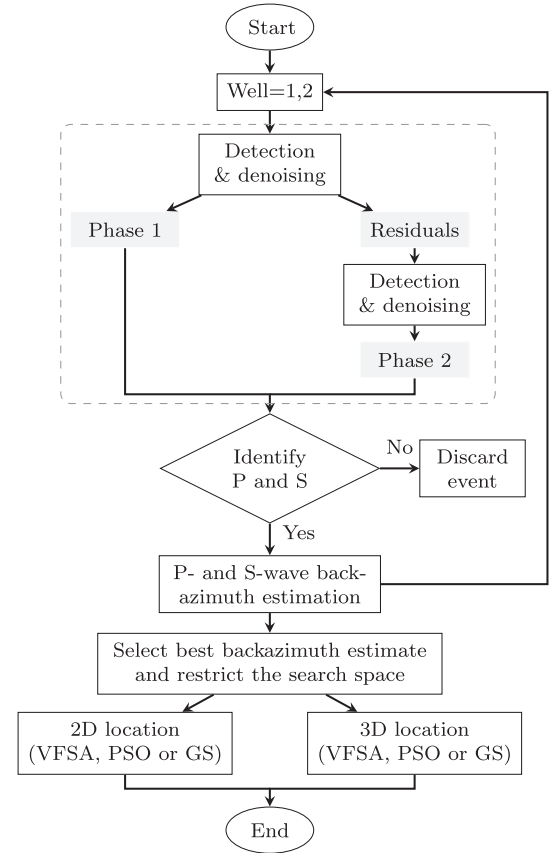 Start
Well=1,2
Detection
& denoising
Phase 1
Residuals
Detection
& denoising
Phase 2
Identify
P and S
No
Discard
event
Yes
P- and S-wave back-
azimuth estimation
Select best backazimuth estimate
and restrict the search space
2D location
(VFSA, PSO or GS)
3D location
(VFSA, PSO or GS)
End